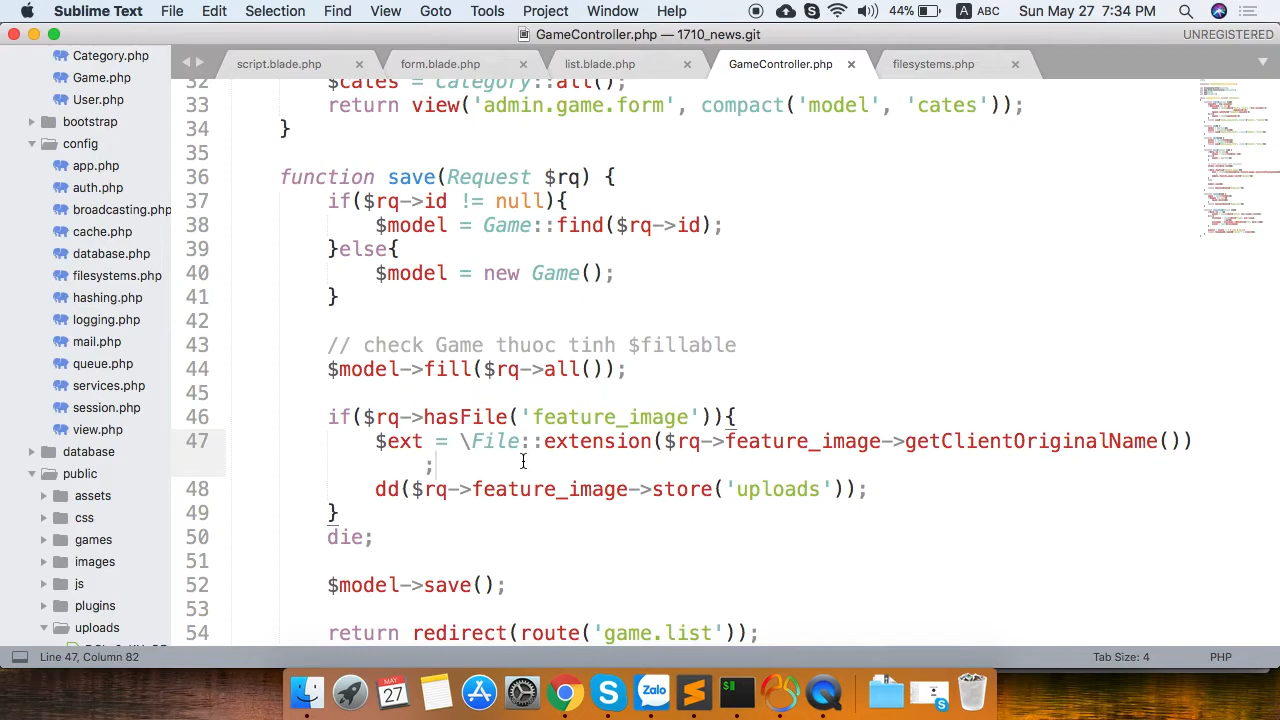 Sublime Text File Edit Selection Find View Goto Tools Project Window Help 44% A ABC Sun May 27 7:34 PM
GameController.php — 1710_news.git UNREGISTERED
script.blade.php form.blade.php list.blade.php GameController.php filesystems.php
Category.php
Game.php
User.php
bootstrap
app.php
auth.php
broadcasting.php
cache.php
database.php
filesystems.php
hashing.php
logging.php
mail.php
queue.php
services.php
session.php
view.php
database
public
assets
css
games
images
js
plugins
uploads
32 $cates = Category::all();
33 return view('admin.game.form', compact('model', 'cates'));
34 }
35
36 function save(Request $rq) {
37 if($rq->id != null){
38 $model = Game::find($rq->id);
39 }else{
40 $model = new Game();
41 }
42
43 // check Game thuoc tinh $fillable
44 $model->fill($rq->all());
45
46 if($rq->hasFile('feature_image')){
47 $ext = \File::extension($rq->feature_image->getClientOriginalName())
;
48 dd($rq->feature_image->store('uploads'));
49 }
50 die;
51
52 $model->save();
53
54 return redirect(route('game.list'));
Line 47, Column 82 Tab Size: 4 PHP
MAY
27
Zalo
$